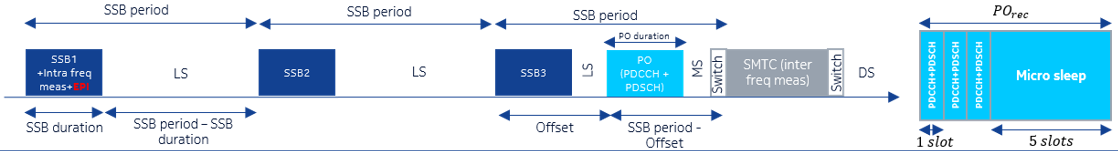 SSB period
SSB period
SSB period
PO duration
SSB1
+Intra freq
meas+EPI
LS
SSB2
LS
SSB3
LS
PO
(PDCCH +
PDSCH)
MS
Switch
SMTC (inter
freq meas)
Switch
DS
SSB duration
SSB period – SSB
duration
Offset
SSB period -
Offset
PO_rec
PDCCH+PDSCH
PDCCH+PDSCH
PDCCH+PDSCH
Micro sleep
1 slot
5 slots